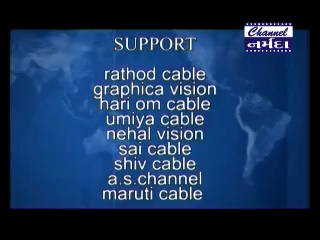 Channel
નર્મદા
SUPPORT
rathod cable
graphica vision
hari om cable
umiya cable
nehal vision
sai cable
shiv cable
a.s.channel
maruti cable